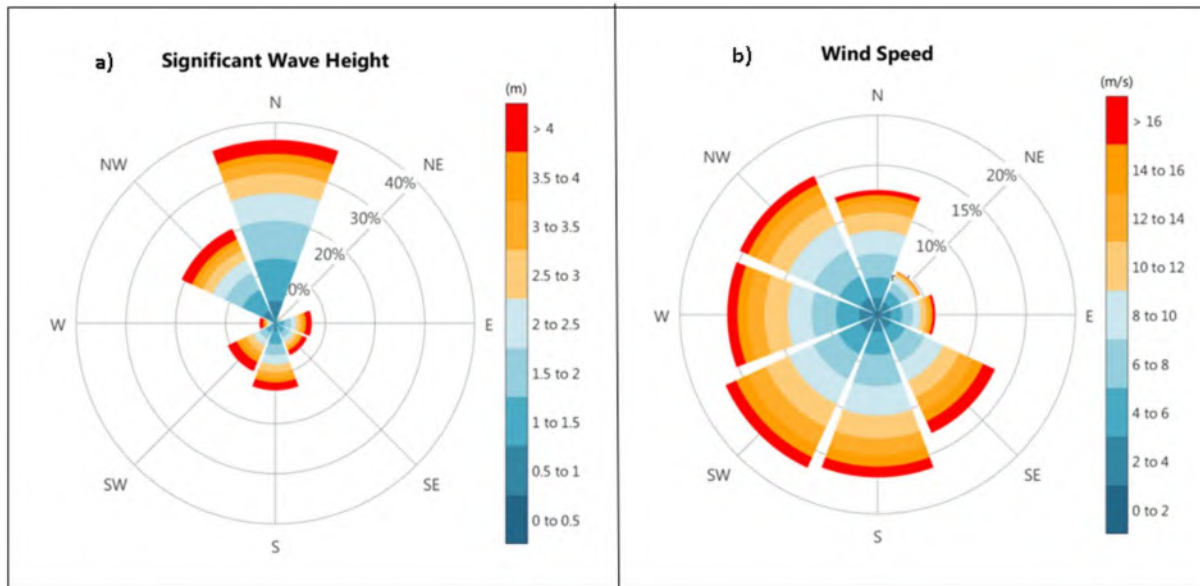 a)
Significant Wave Height
(m)
> 4
3.5 to 4
3 to 3.5
2.5 to 3
2 to 2.5
1.5 to 2
1 to 1.5
0.5 to 1
0 to 0.5
N
NE
E
SE
S
SW
W
NW
40%
30%
20%
0%
b)
Wind Speed
(m/s)
> 16
14 to 16
12 to 14
10 to 12
8 to 10
6 to 8
4 to 6
2 to 4
0 to 2
N
NE
E
SE
S
SW
W
NW
20%
15%
10%